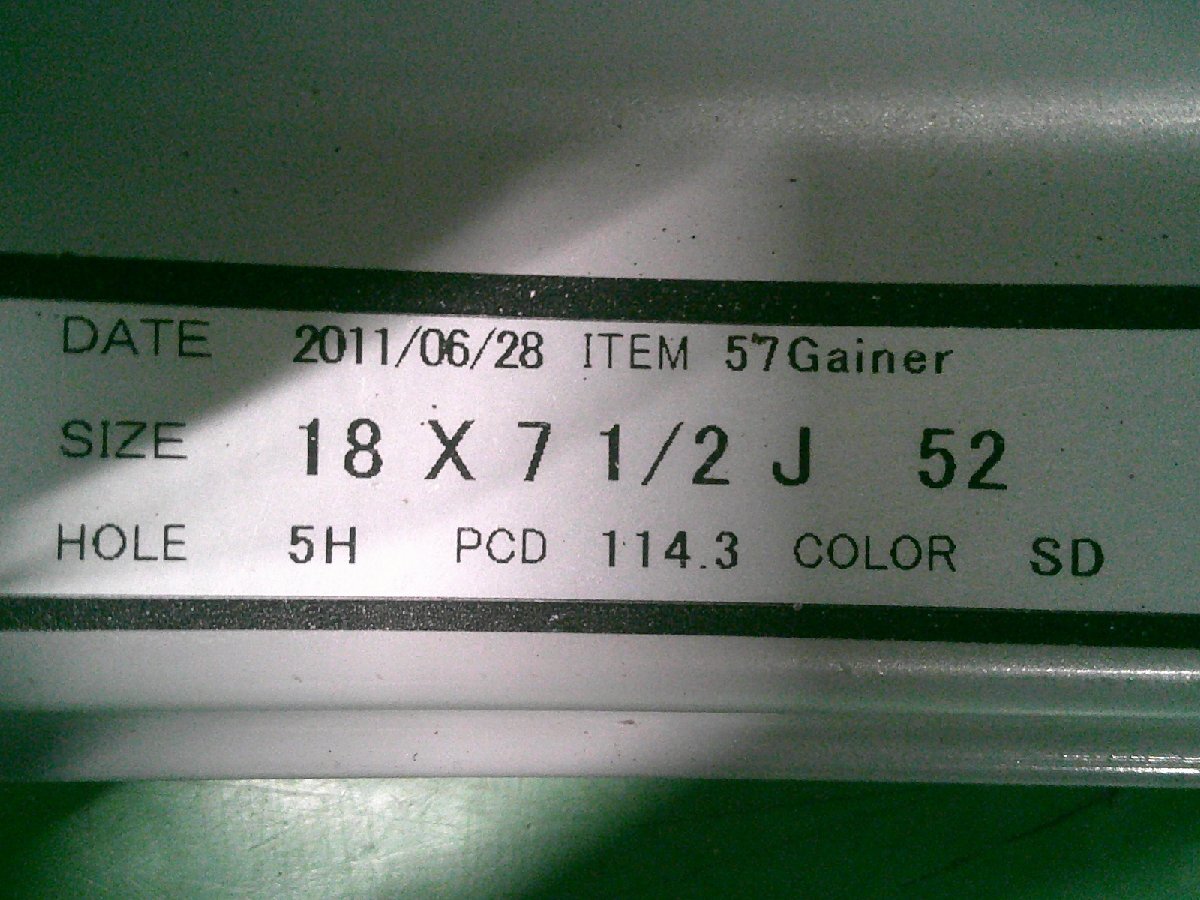 DATE 2011/06/28 ITEM 57Gainer
SIZE 18 X 7 1/2 J 52
HOLE 5H PCD 114.3 COLOR SD